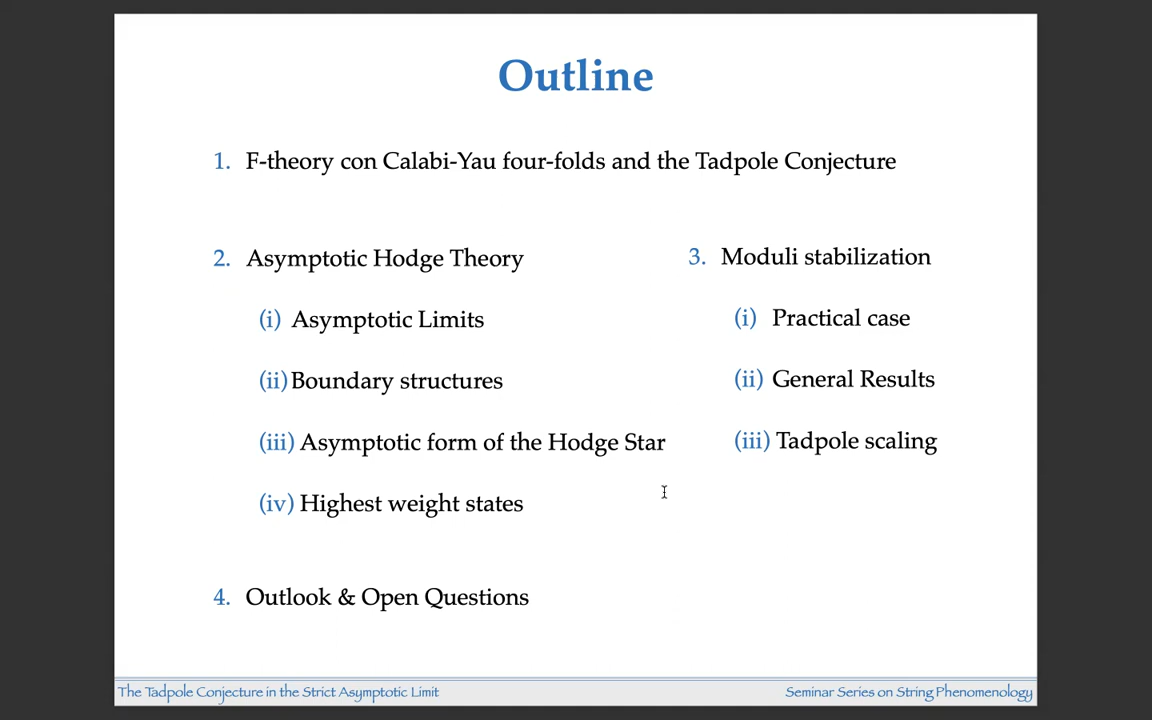 Outline
1. F-theory con Calabi-Yau four-folds and the Tadpole Conjecture
2. Asymptotic Hodge Theory
(i) Asymptotic Limits
(ii) Boundary structures
(iii) Asymptotic form of the Hodge Star
(iv) Highest weight states
3. Moduli stabilization
(i) Practical case
(ii) General Results
(iii) Tadpole scaling
4. Outlook & Open Questions
The Tadpole Conjecture in the Strict Asymptotic Limit
Seminar Series on String Phenomenology